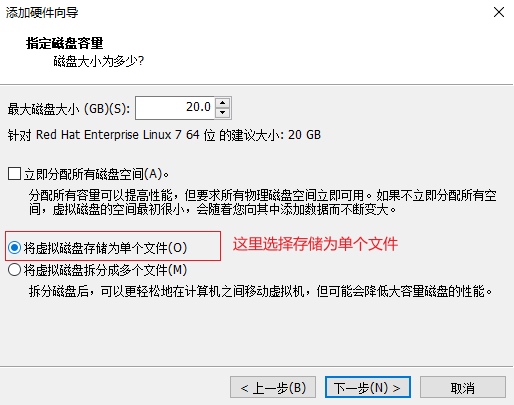 添加硬件向导
指定磁盘容量
磁盘大小为多少?
最大磁盘大小 (GB)(S): 20.0
针对 Red Hat Enterprise Linux 7 64 位 的建议大小: 20 GB
立即分配所有磁盘空间(A)。
分配所有容量可以提高性能，但要求所有物理磁盘空间立即可用。如果不立即分配所有空
间，虚拟磁盘的空间最初很小，会随着您向其中添加数据而不断变大。
将虚拟磁盘存储为单个文件(O) 这里选择存储为单个文件
将虚拟磁盘拆分成多个文件(M)
拆分磁盘后，可以更轻松地在计算机之间移动虚拟机，但可能会降低大容量磁盘的性能。
< 上一步(B) 下一步(N) > 取消